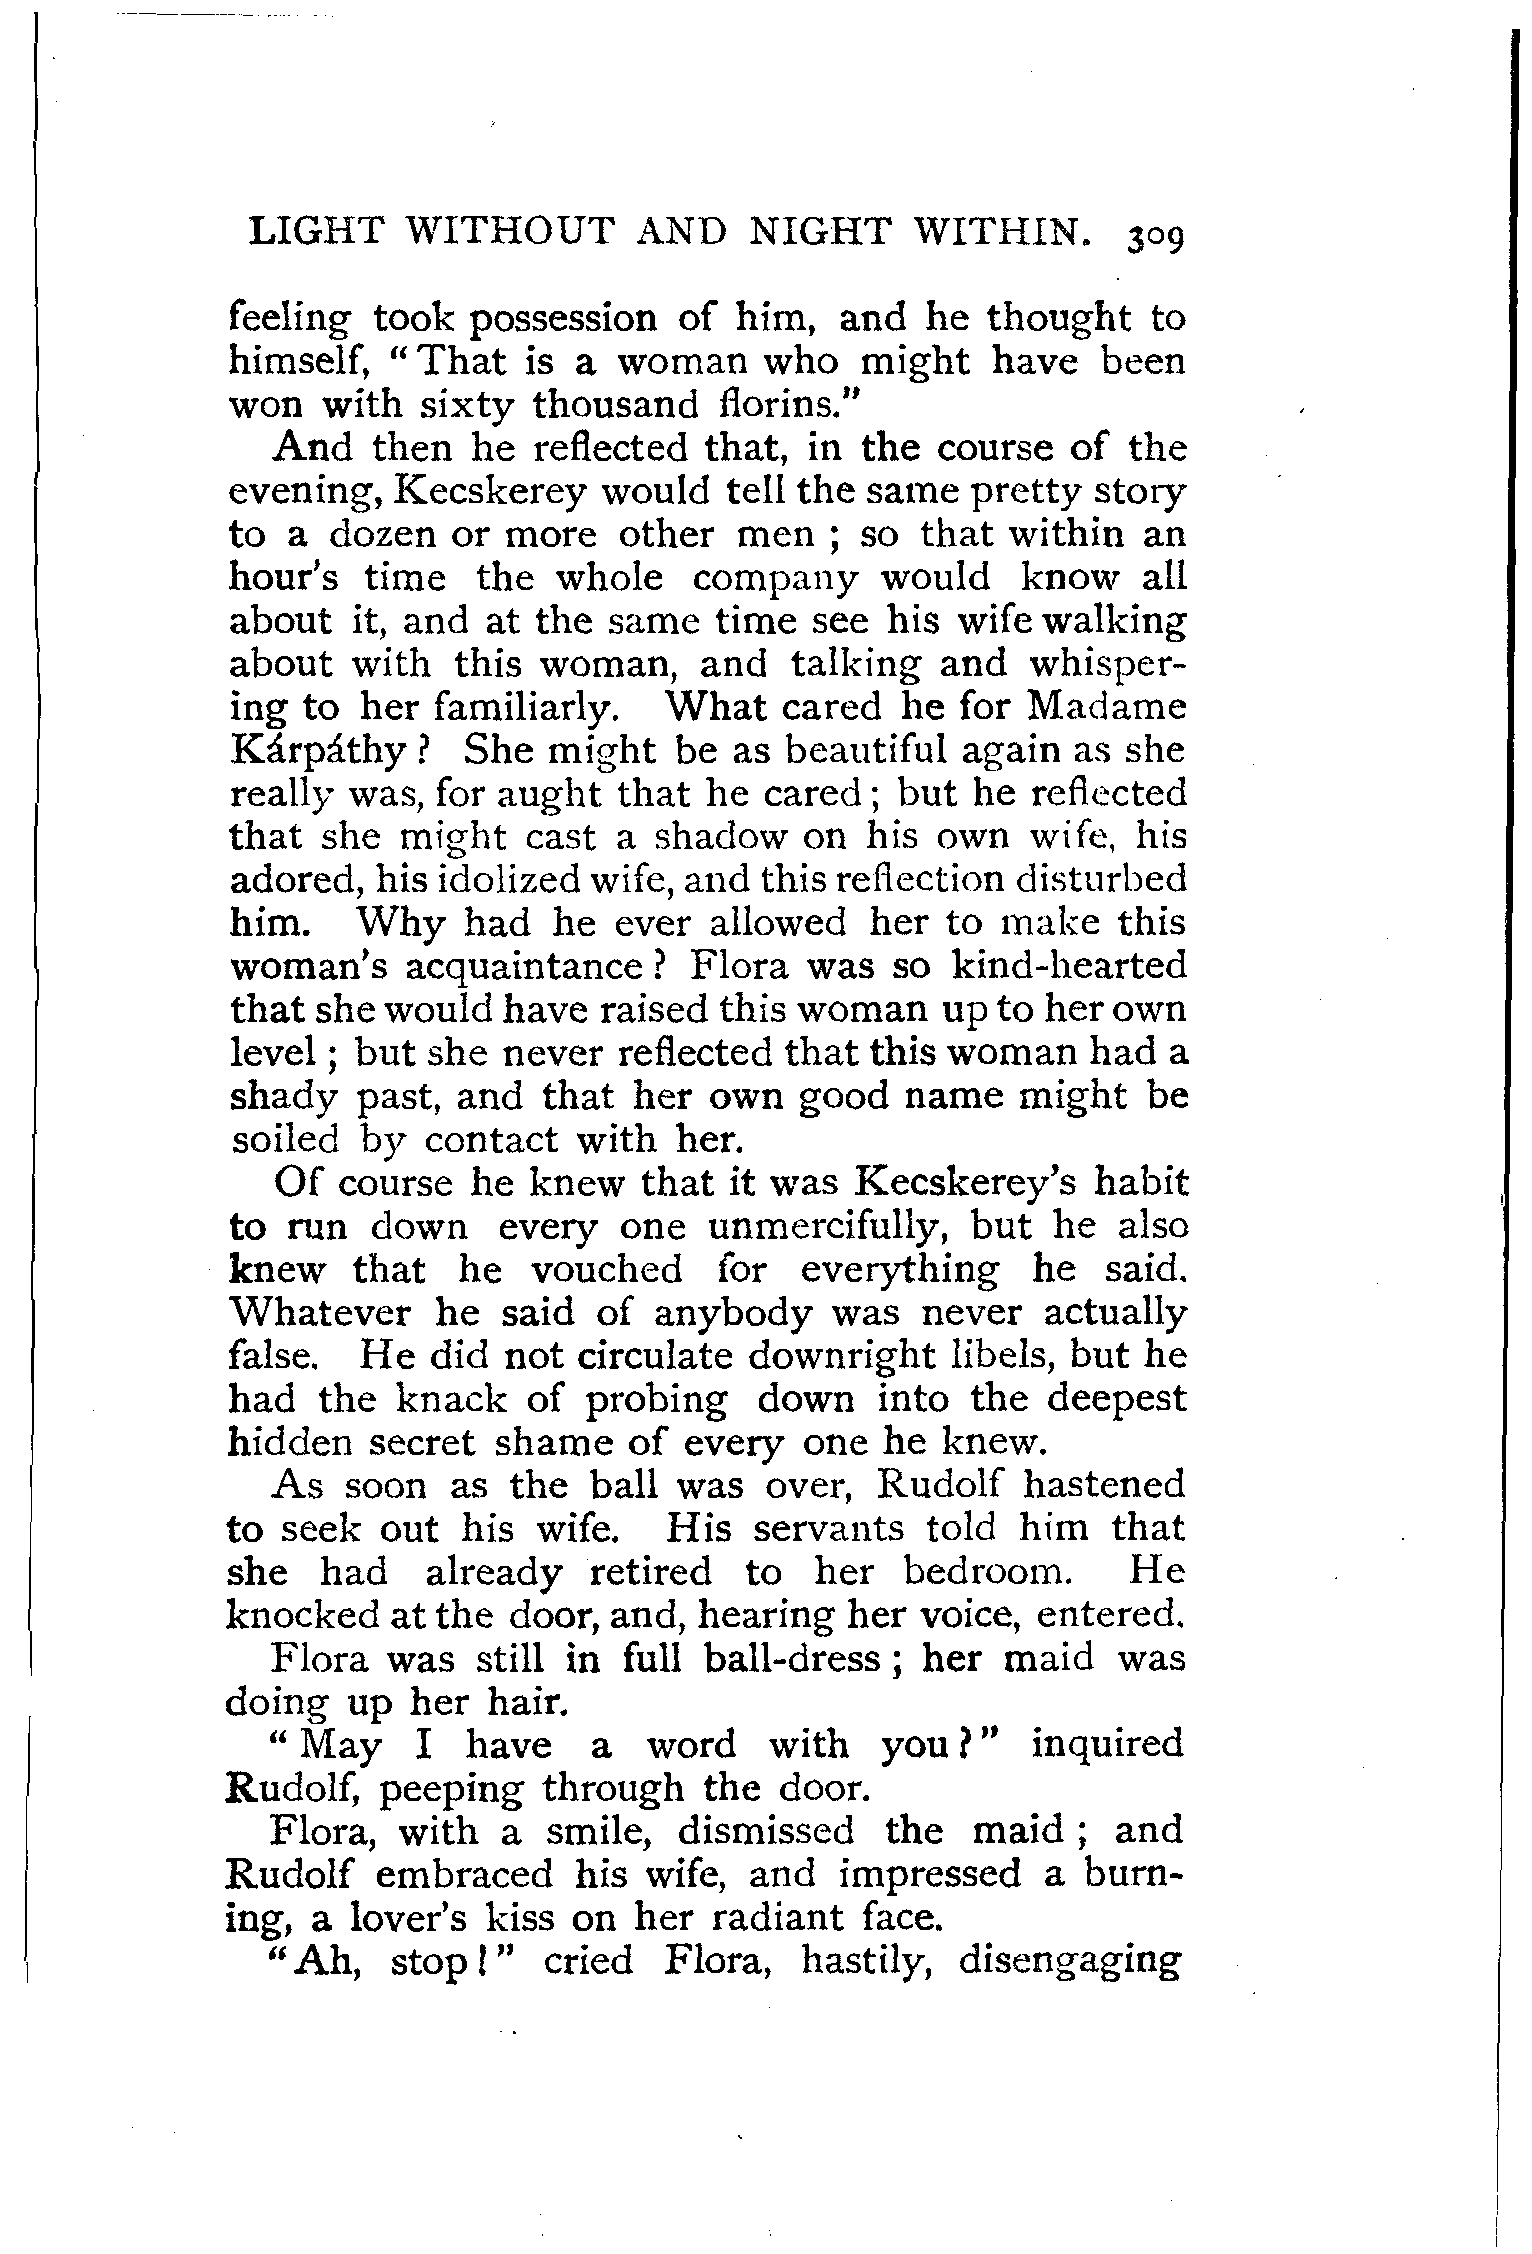 LIGHT WITHOUT AND NIGHT WITHIN. 309
feeling took possession of him, and he thought to
himself, “That is a woman who might have been
won with sixty thousand florins.”
And then he reflected that, in the course of the
evening, Kecskerey would tell the same pretty story
to a dozen or more other men ; so that within an
hour's time the whole company would know all
about it, and at the same time see his wife walking
about with this woman, and talking and whisper-
ing to her familiarly. What cared he for Madame
Kárpáthy ? She might be as beautiful again as she
really was, for aught that he cared ; but he reflected
that she might cast a shadow on his own wife, his
adored, his idolized wife, and this reflection disturbed
him. Why had he ever allowed her to make this
woman's acquaintance ? Flora was so kind-hearted
that she would have raised this woman up to her own
level ; but she never reflected that this woman had a
shady past, and that her own good name might be
soiled by contact with her.
Of course he knew that it was Kecskerey's habit
to run down every one unmercifully, but he also
knew that he vouched for everything he said.
Whatever he said of anybody was never actually
false. He did not circulate downright libels, but he
had the knack of probing down into the deepest
hidden secret shame of every one he knew.
As soon as the ball was over, Rudolf hastened
to seek out his wife. His servants told him that
she had already retired to her bedroom. He
knocked at the door, and, hearing her voice, entered.
Flora was still in full ball-dress ; her maid was
doing up her hair.
“May I have a word with you ?” inquired
Rudolf, peeping through the door.
Flora, with a smile, dismissed the maid ; and
Rudolf embraced his wife, and impressed a burn-
ing, a lover's kiss on her radiant face.
“Ah, stop !” cried Flora, hastily, disengaging